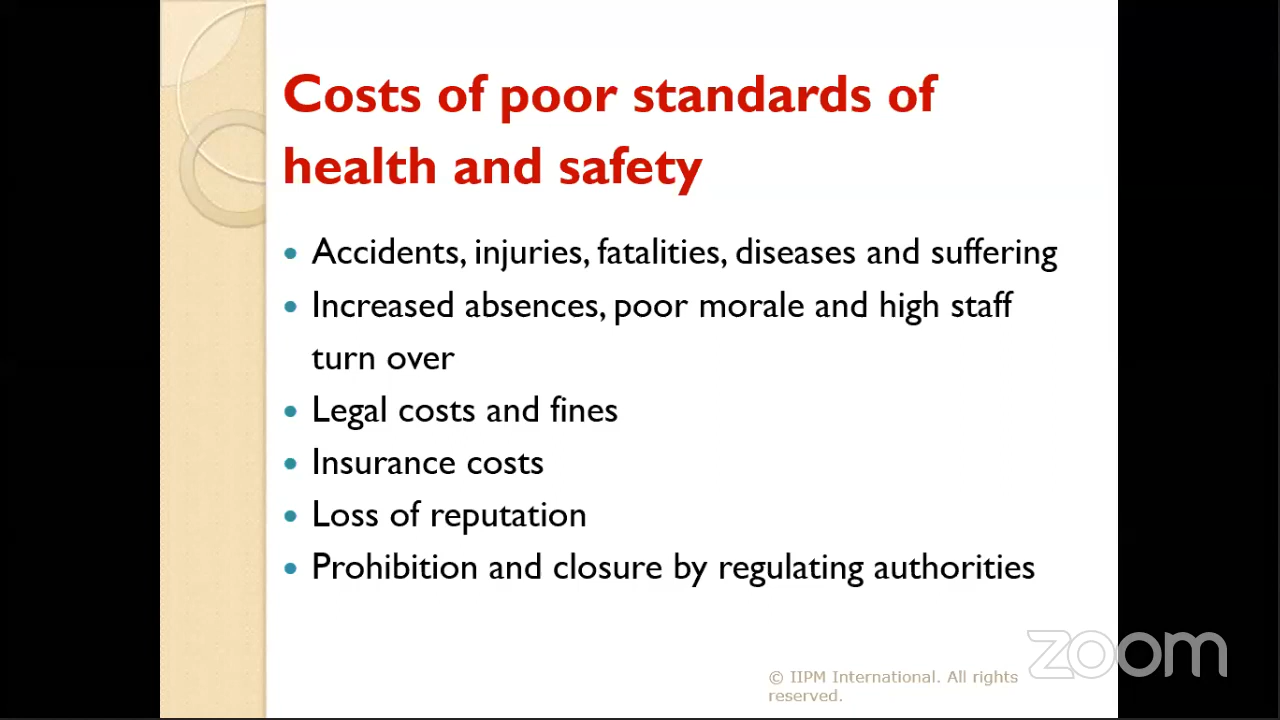 Costs of poor standards of
health and safety
• Accidents, injuries, fatalities, diseases and suffering
• Increased absences, poor morale and high staff
turn over
• Legal costs and fines
• Insurance costs
• Loss of reputation
• Prohibition and closure by regulating authorities
zoom
© IIPM International. All rights
reserved.